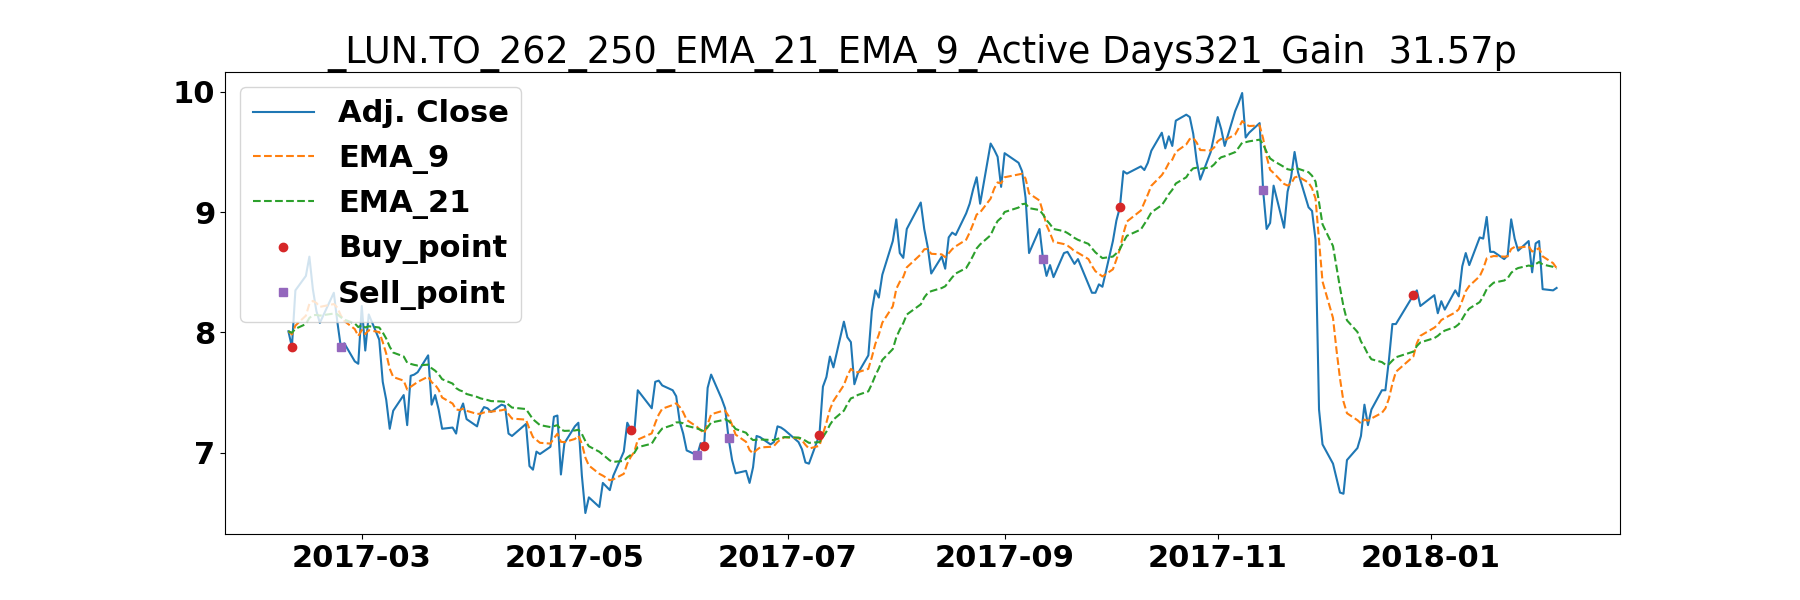 _LUN.TO_262_250_EMA_21_EMA_9_Active Days321_Gain  31.57p
10
9
8
7
Adj. Close
EMA_9
EMA_21
Buy_point
Sell_point
2017-03 2017-05 2017-07 2017-09 2017-11 2018-01